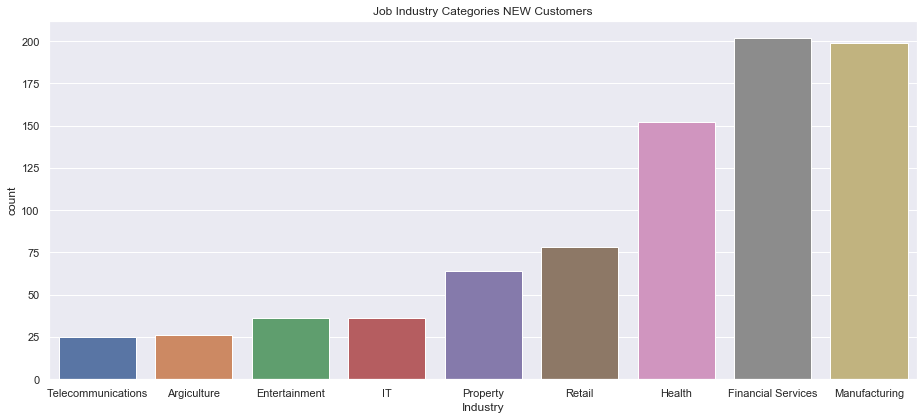 Job Industry Categories NEW Customers
200
175
150
125
100
75
50
25
0
count
Telecommunications Argiculture Entertainment IT Property Retail Health Financial Services Manufacturing
Industry